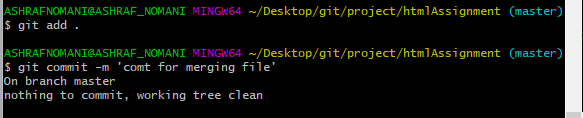 ASHRAFNOMANI@ASHRAF_NOMANI MINGW64 ~/Desktop/git/project/htmlAssignment (master)
$ git add .
ASHRAFNOMANI@ASHRAF_NOMANI MINGW64 ~/Desktop/git/project/htmlAssignment (master)
$ git commit -m 'comt for merging file'
On branch master
nothing to commit, working tree clean